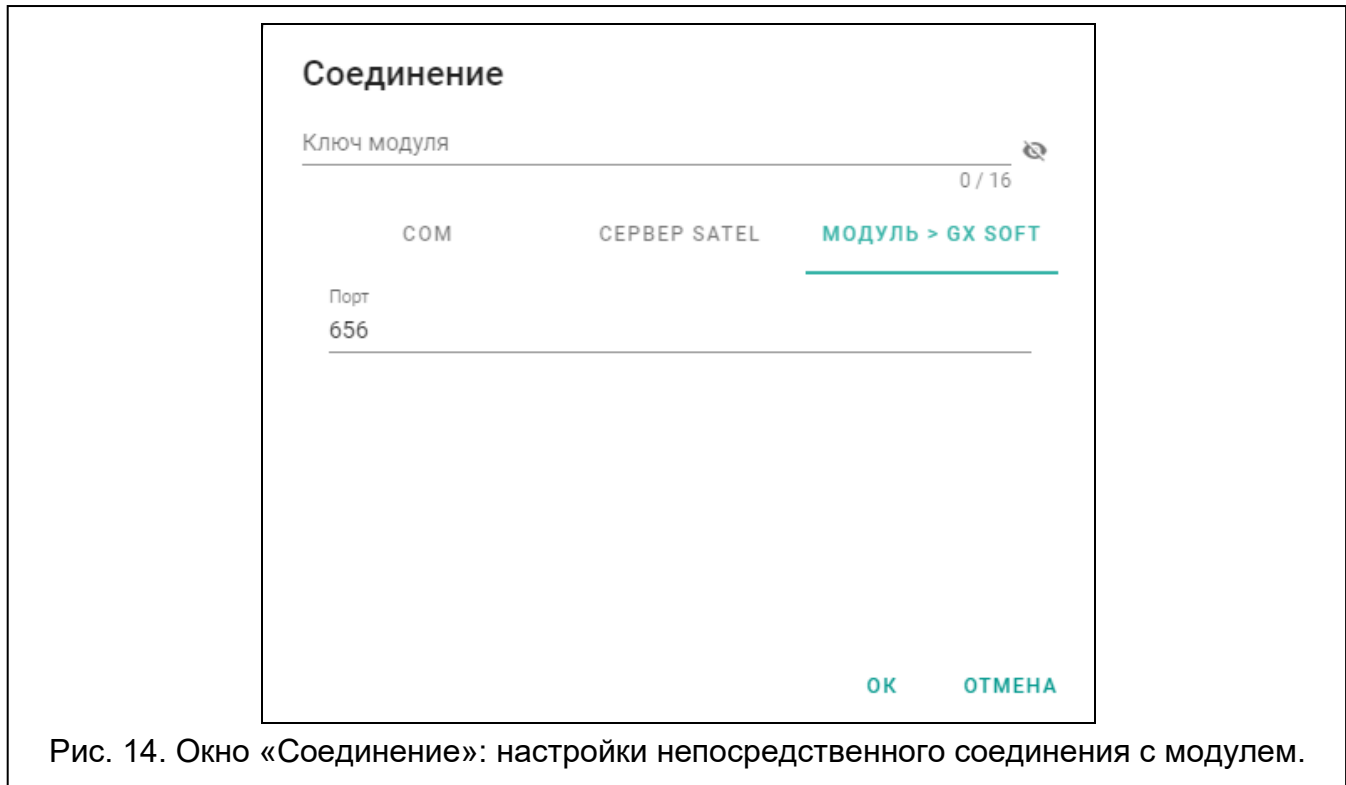 Соединение
Ключ модуля
0 / 16
COM
СЕРВЕР SATEL
МОДУЛЬ > GX SOFT
Порт
656
ОК
ОТМЕНА
Рис. 14. Окно «Соединение»: настройки непосредственного соединения с модулем.